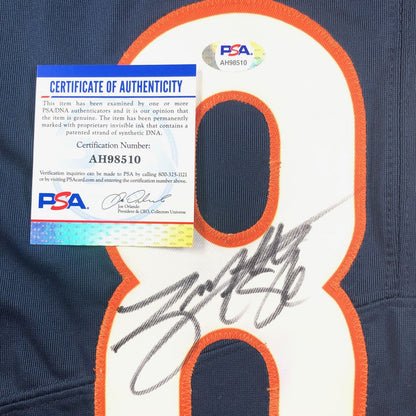 PSA
AH98510
CERTIFICATE OF AUTHENTICITY
This item has been examined by one or more
PSA/DNA authenticators and it is our opinion that
the item is genuine. The item has been permanently
marked with proprietary invisible ink that contains a
patented strand of synthetic DNA.
Certification Number:
AH98510
Verification inquiries can be made to PSA by calling 800-325-1121
or by visiting PSAcard.com and entering the certification number above.
PSA
Joe Orlando
President & CEO, Collectors Universe
8